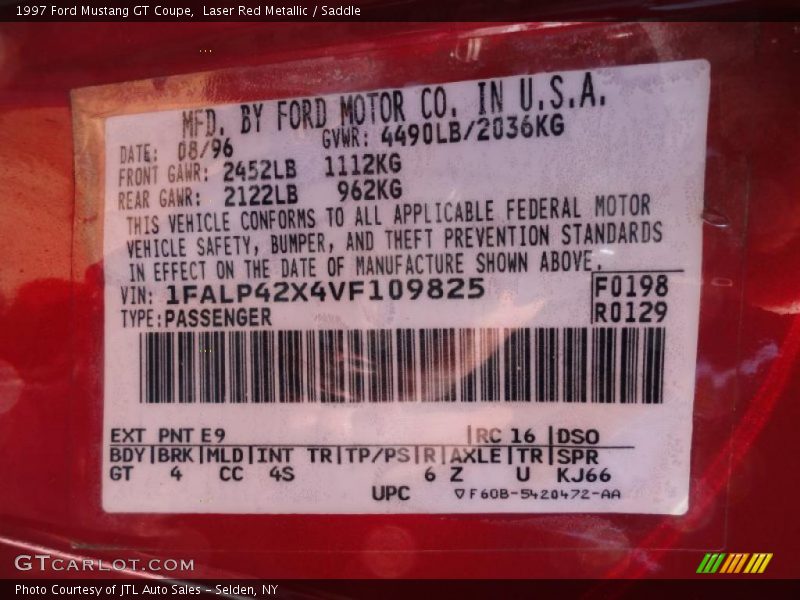 1997 Ford Mustang GT Coupe,  Laser Red Metallic / Saddle
MFD. BY FORD MOTOR CO. IN U.S.A.
DATE: 08/96 GVWR: 4490LB/2036KG
FRONT GAWR: 2452LB 1112KG
REAR GAWR: 2122LB 962KG
THIS VEHICLE CONFORMS TO ALL APPLICABLE FEDERAL MOTOR
VEHICLE SAFETY, BUMPER, AND THEFT PREVENTION STANDARDS
IN EFFECT ON THE DATE OF MANUFACTURE SHOWN ABOVE.
VIN: 1FALP42X4VF109825 F0198
TYPE: PASSENGER R0129
EXT PNT E9 RC 16 DSO
BDY BRK MLD INT TR TP/PS R AXLE TR SPR
GT 4 CC 4S 6 Z U KJ66
UPC F60B-5420472-AA
GTCARLOT.COM
Photo Courtesy of JTL Auto Sales - Selden, NY